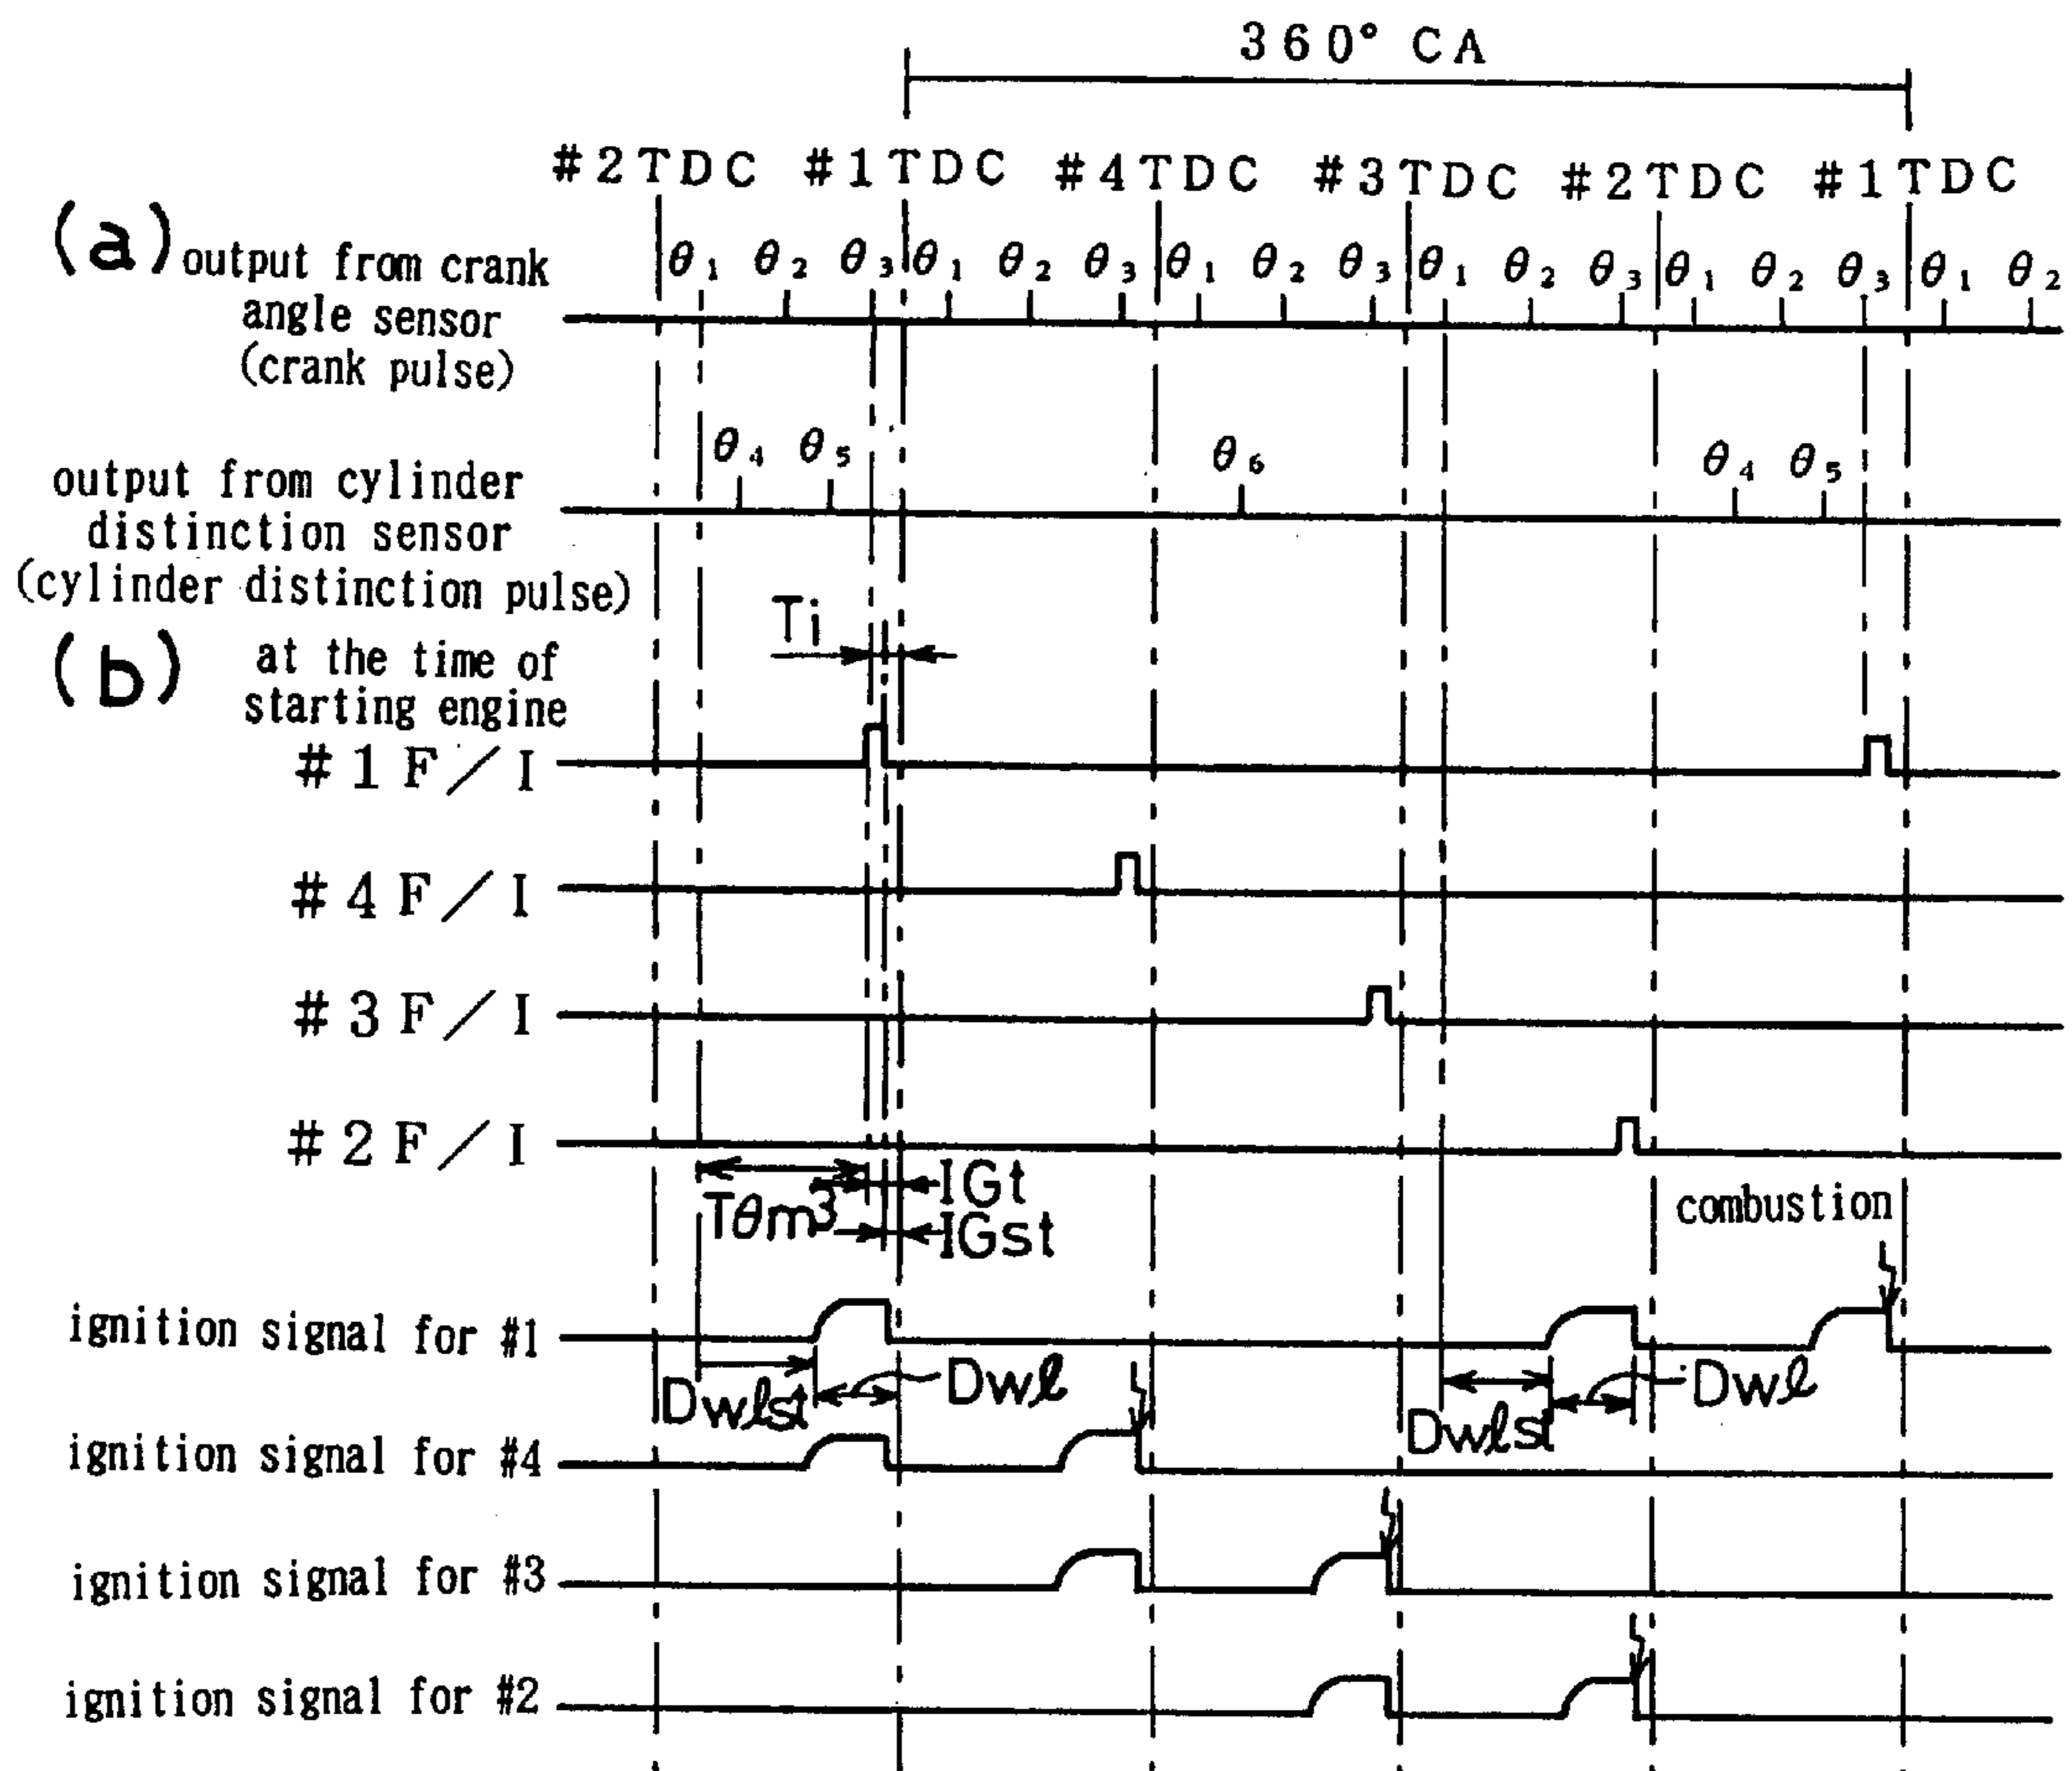 360° CA
#2TDC #1TDC #4TDC #3TDC #2TDC #1TDC
(a) output from crank
angle sensor
(crank pulse)
θ1 θ2 θ3 θ1 θ2 θ3 θ1 θ2 θ3 θ1 θ2 θ3 θ1 θ2 θ3 θ1 θ2
output from cylinder
distinction sensor
(cylinder distinction pulse)
θ4 θ5 θ6 θ4 θ5
(b) at the time of
starting engine
Ti
#1 F/I
#4 F/I
#3 F/I
#2 F/I
Tθm3
IGt
IGst
combustion
ignition signal for #1
Dwlst Dwl Dwlst Dwl
ignition signal for #4
ignition signal for #3
ignition signal for #2